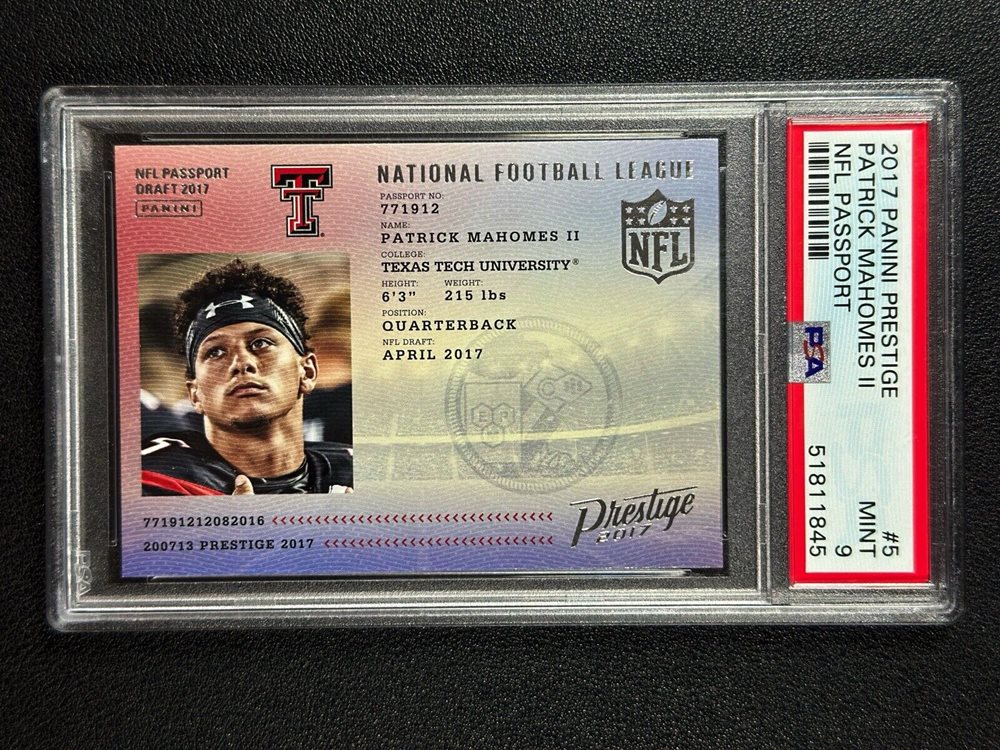 NFL PASSPORT
DRAFT 2017
PANINI
T
NATIONAL FOOTBALL LEAGUE
PASSPORT NO:
771912
NAME:
PATRICK MAHOMES II
COLLEGE:
TEXAS TECH UNIVERSITY®
HEIGHT: WEIGHT:
6'3" 215 lbs
POSITION:
QUARTERBACK
NFL DRAFT:
APRIL 2017
NFL
77191212082016 <<<<<<<<<<<<<<<<<<<<<<<<<<<<<<
200713 PRESTIGE 2017 <<<<<<<<<<<<<<<<<<<<<<<<
Prestige
2017
2017 PANINI PRESTIGE #5
PATRICK MAHOMES II MINT
NFL PASSPORT 9
PSA
51811845